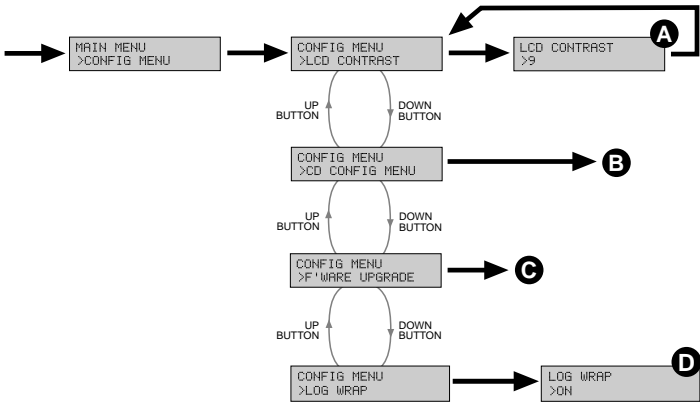 MAIN MENU
>CONFIG MENU
CONFIG MENU
>LCD CONTRAST
LCD CONTRAST
>9
A
UP
BUTTON
DOWN
BUTTON
CONFIG MENU
>CD CONFIG MENU
B
UP
BUTTON
DOWN
BUTTON
CONFIG MENU
>F'WARE UPGRADE
C
UP
BUTTON
DOWN
BUTTON
CONFIG MENU
>LOG WRAP
LOG WRAP
>ON
D